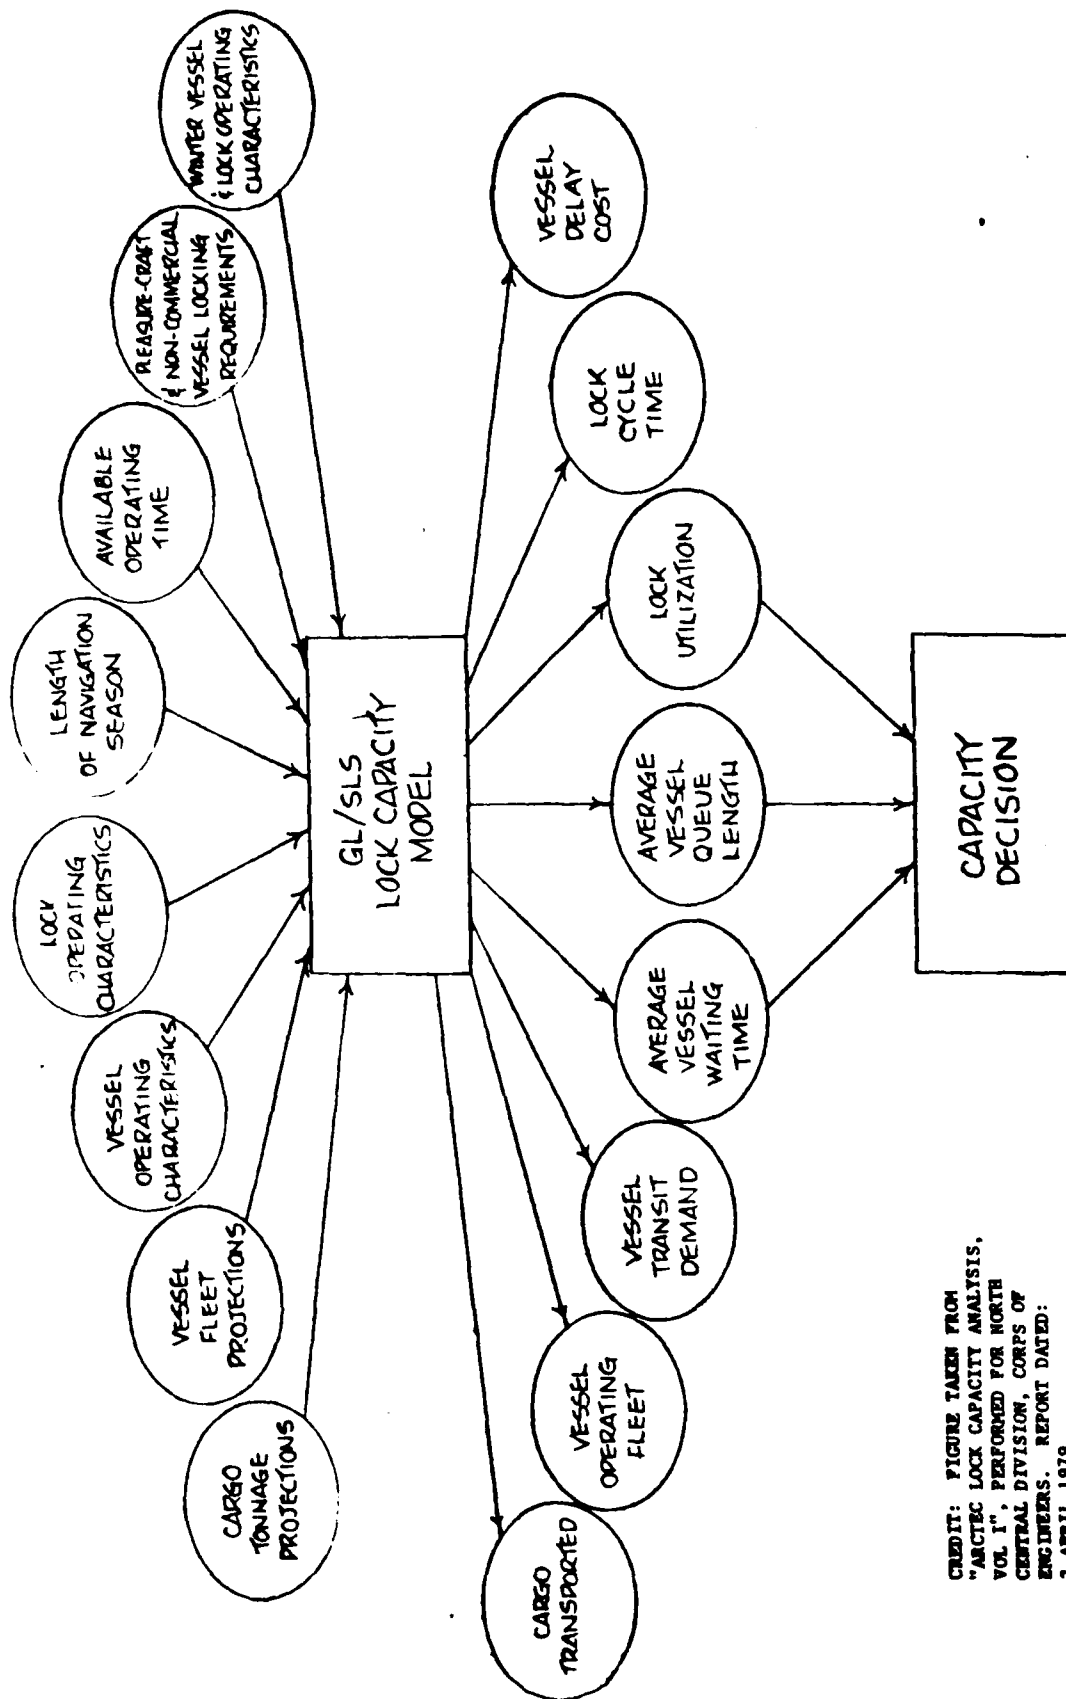 CARGO
TONNAGE
PROJECTIONS
VESSEL
FLEET
PROJECTIONS
VESSEL
OPERATING
CHARACTERISTICS
LOCK
OPERATING
CHARACTERISTICS
LENGTH
OF NAVIGATION
SEASON
AVAILABLE
OPERATING
TIME
PLEASURE-CRAFT
& NON-COMMERCIAL
VESSEL LOCKING
REQUIREMENTS
WINTER VESSEL
& LOCK OPERATING
CHARACTERISTICS
GL/SLS
LOCK CAPACITY
MODEL
CARGO
TRANSPORTED
VESSEL
OPERATING
FLEET
VESSEL
TRANSIT
DEMAND
AVERAGE
VESSEL
WAITING
TIME
AVERAGE
VESSEL
QUEUE
LENGTH
LOCK
UTILIZATION
LOCK
CYCLE
TIME
VESSEL
DELAY
COST
CAPACITY
DECISION
CREDIT: FIGURE TAKEN FROM
"ARCTEC LOCK CAPACITY ANALYSIS,
VOL I", PERFORMED FOR NORTH
CENTRAL DIVISION, CORPS OF
ENGINEERS. REPORT DATED:
APRIL 1979